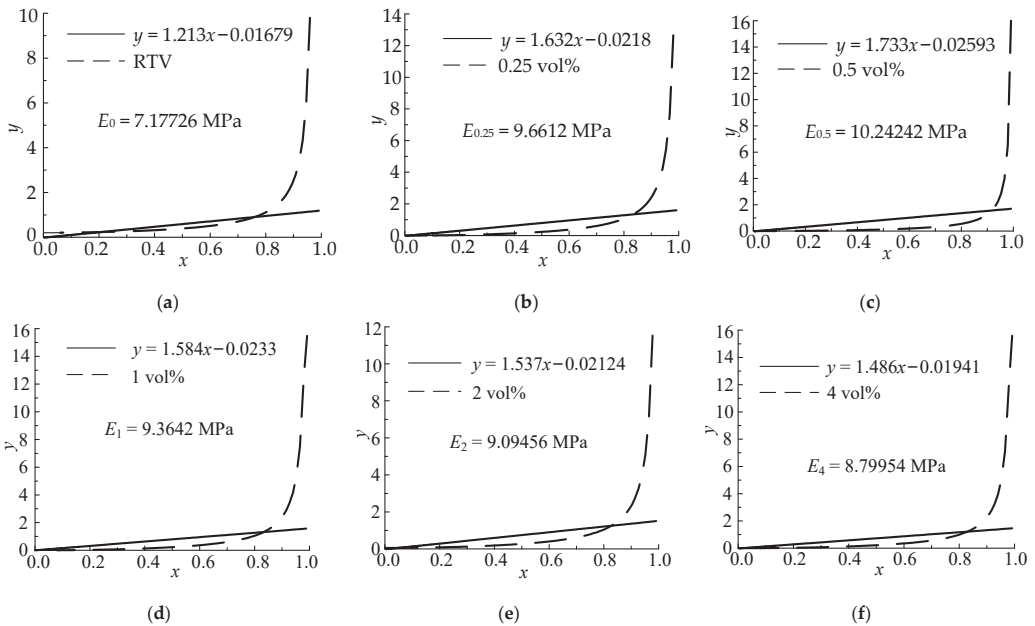 10
8
6
4
2
0
y
y = 1.213x−0.01679
RTV
E0 = 7.17726 MPa
0.0 0.2 0.4 0.6 0.8 1.0
x
(a)
14
12
10
8
6
4
2
0
y
y = 1.632x−0.0218
0.25 vol%
E0.25 = 9.6612 MPa
0.0 0.2 0.4 0.6 0.8 1.0
x
(b)
16
14
12
10
8
6
4
2
0
y
y = 1.733x−0.02593
0.5 vol%
E0.5 = 10.24242 MPa
0.0 0.2 0.4 0.6 0.8 1.0
x
(c)
16
14
12
10
8
6
4
2
0
y
y = 1.584x−0.0233
1 vol%
E1 = 9.3642 MPa
0.0 0.2 0.4 0.6 0.8 1.0
x
(d)
12
10
8
6
4
2
0
y
y = 1.537x−0.02124
2 vol%
E2 = 9.09456 MPa
0.0 0.2 0.4 0.6 0.8 1.0
x
(e)
16
14
12
10
8
6
4
2
0
y
y = 1.486x−0.01941
4 vol%
E4 = 8.79954 MPa
0.0 0.2 0.4 0.6 0.8 1.0
x
(f)